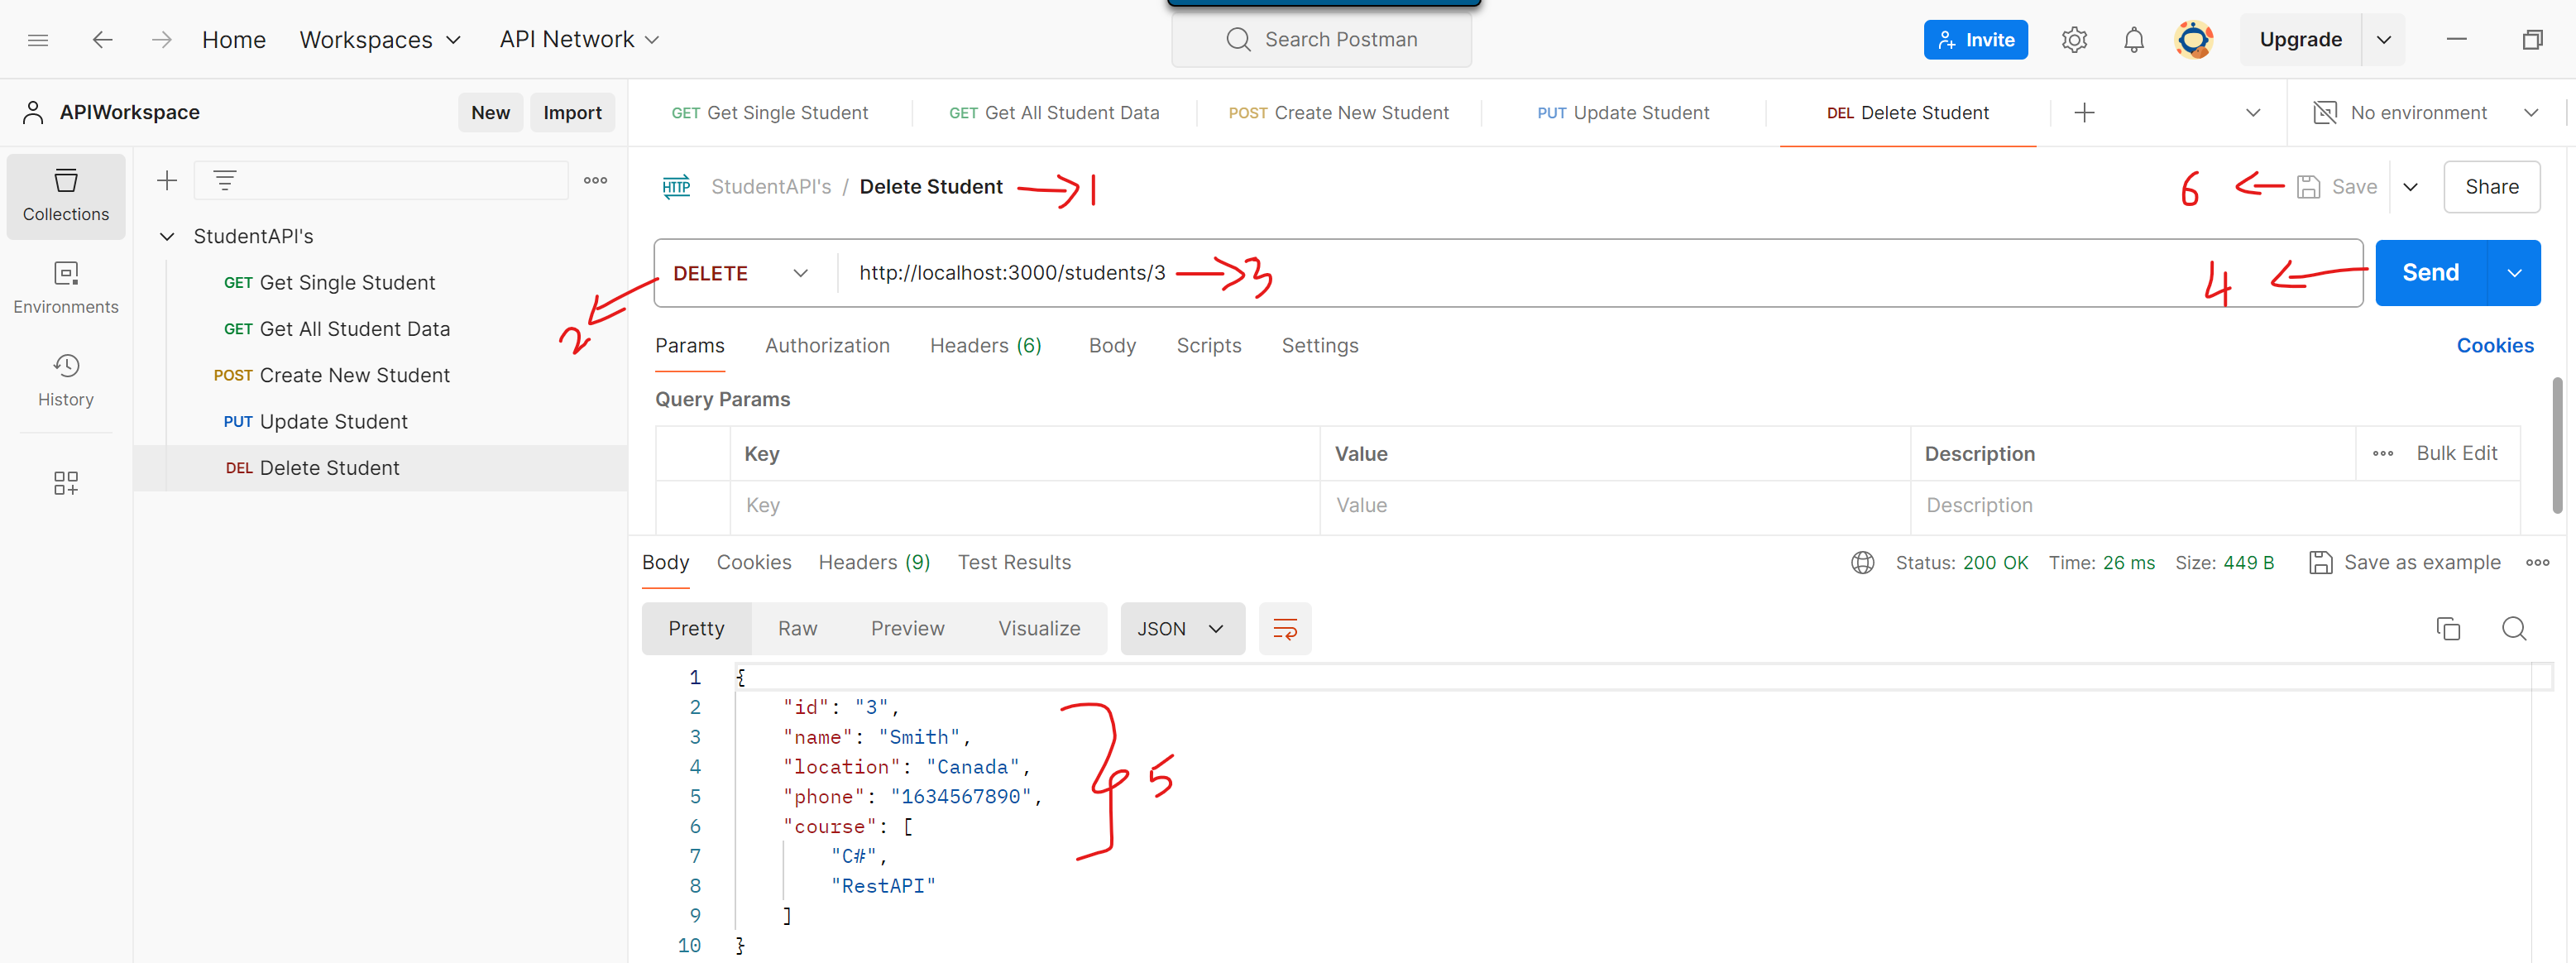 Home Workspaces API Network Search Postman Invite Upgrade
APIWorkspace New Import
GET Get Single Student GET Get All Student Data POST Create New Student PUT Update Student DEL Delete Student No environment
Collections
Environments
History
StudentAPI's
GET Get Single Student
GET Get All Student Data
POST Create New Student
PUT Update Student
DEL Delete Student
HTTP StudentAPI's / Delete Student 1 6 Save Share
DELETE http://localhost:3000/students/3 3 4 Send
2
Params Authorization Headers (6) Body Scripts Settings Cookies
Query Params
Key Value Description Bulk Edit
Key Value Description
Body Cookies Headers (9) Test Results Status: 200 OK Time: 26 ms Size: 449 B Save as example
Pretty Raw Preview Visualize JSON
1 {
2 "id": "3",
3 "name": "Smith",
4 "location": "Canada",
5 "phone": "1634567890",
6 "course": [
7 "C#",
8 "RestAPI"
9 ]
10 }
5